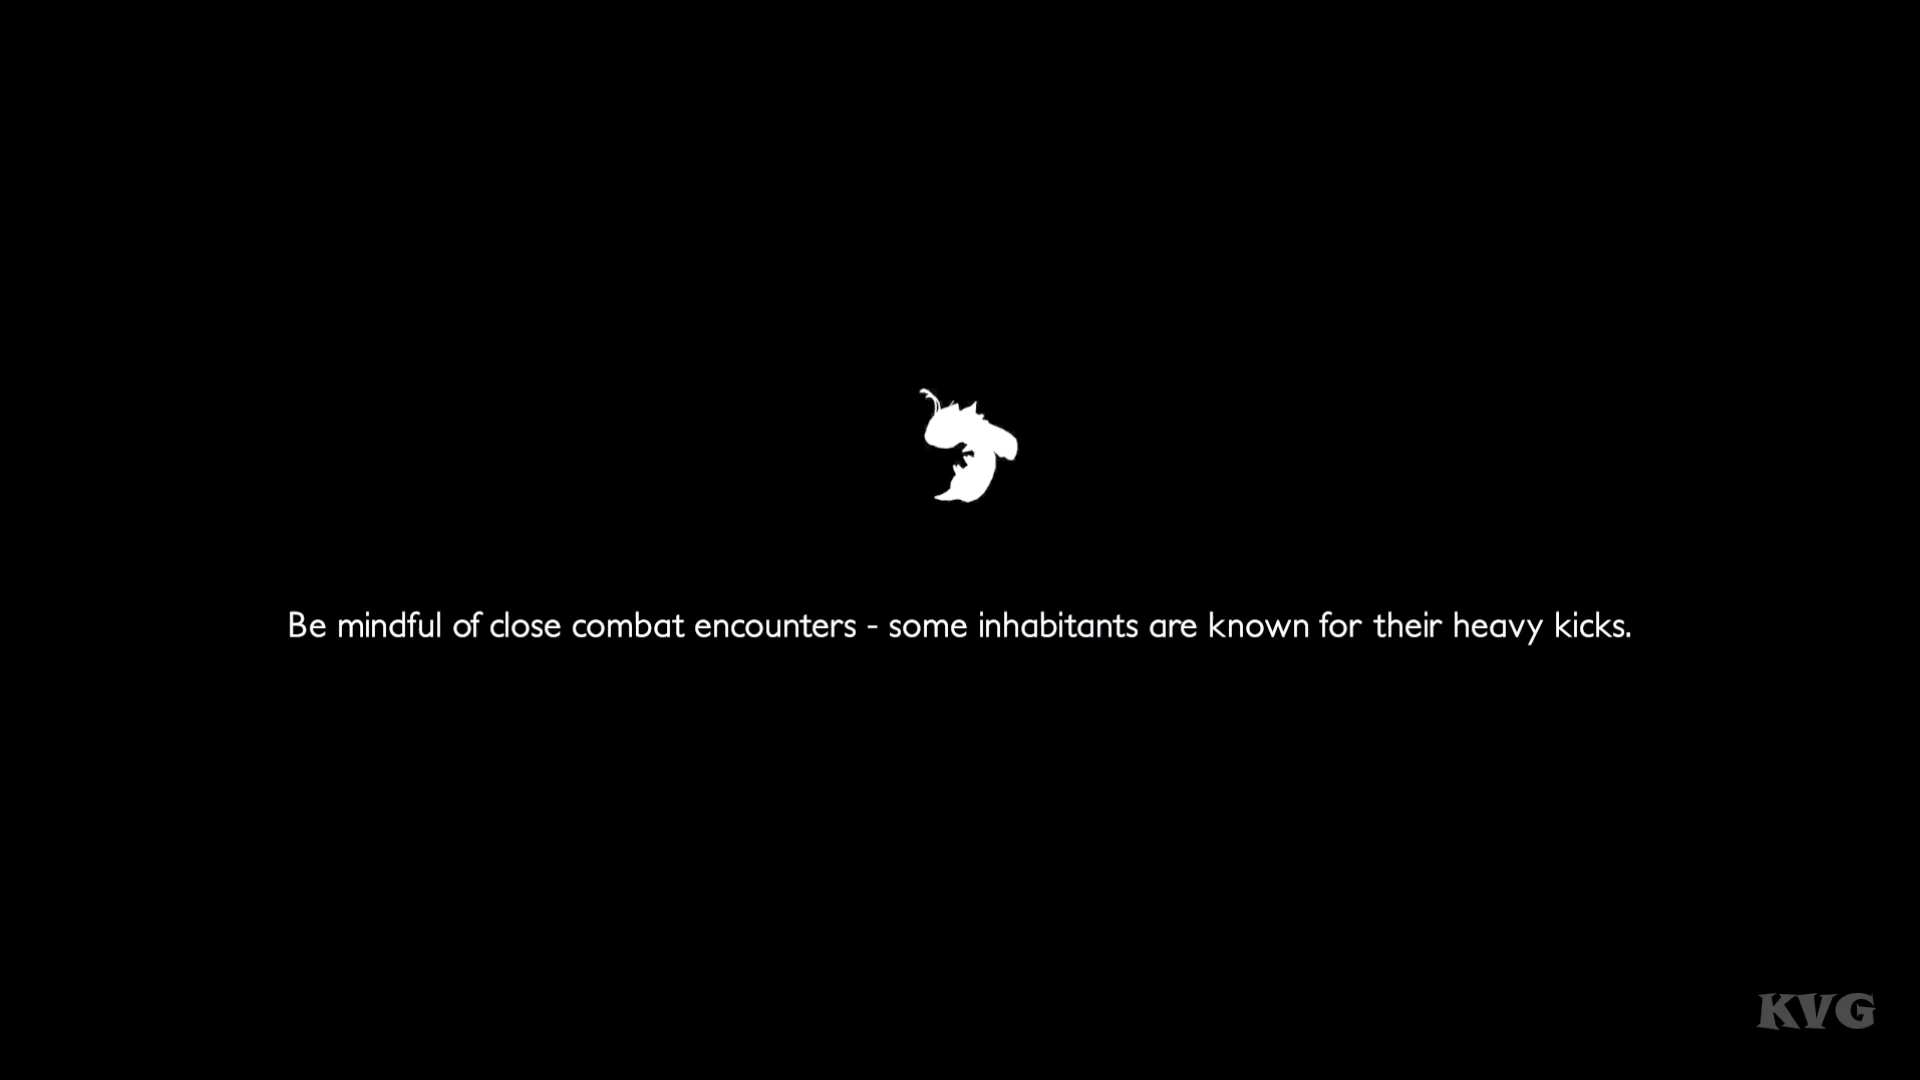 Be mindful of close combat encounters - some inhabitants are known for their heavy kicks.
KVG